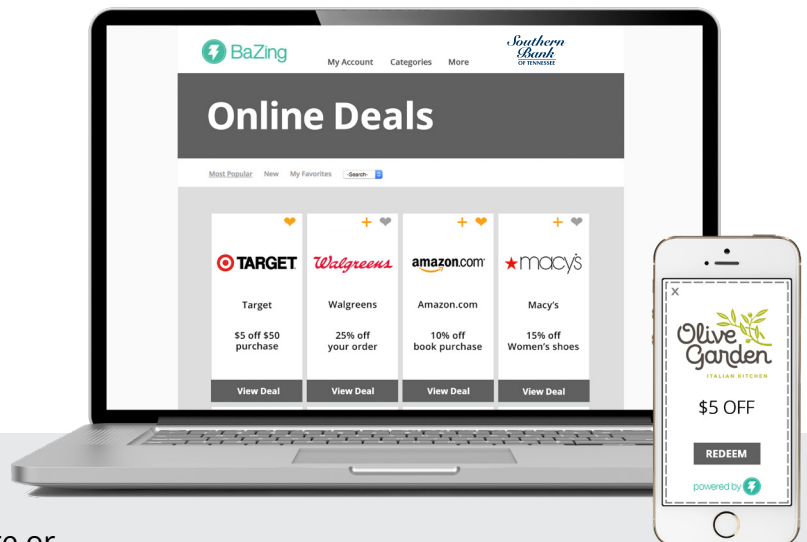 BaZing
My Account Categories More
Southern
Bank
OF TENNESSEE
Online Deals
Most Popular New My Favorites -Search-
TARGET Walgreens amazon.com macy's
Target Walgreens Amazon.com Macy's
$5 off $50 25% off 10% off 15% off
purchase your order book purchase Women's shoes
View Deal View Deal View Deal View Deal
X
Olive
Garden
ITALIAN KITCHEN
$5 OFF
REDEEM
powered by
or